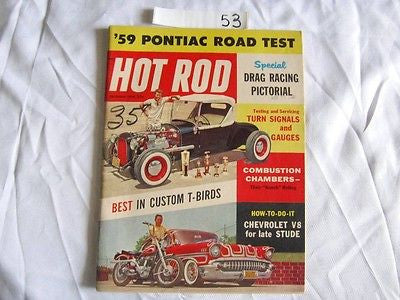 53
'59 PONTIAC ROAD TEST
HOT ROD
35
Special
DRAG RACING
PICTORIAL
Testing and Servicing
TURN SIGNALS
and
GAUGES
COMBUSTION
CHAMBERS—
BEST IN CUSTOM T-BIRDS
HOW-TO-DO-IT
CHEVROLET V8
for late STUDE